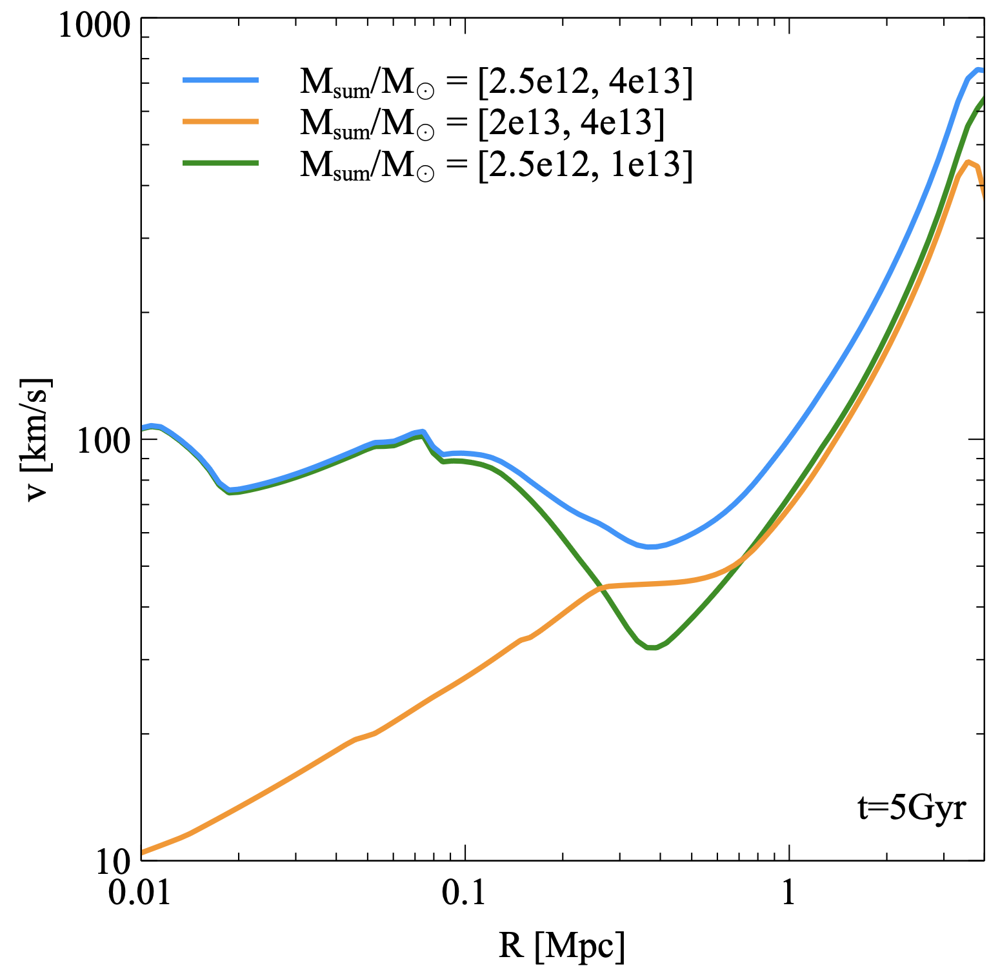 1000
M_sum/M_⊙ = [2.5e12, 4e13]
M_sum/M_⊙ = [2e13, 4e13]
M_sum/M_⊙ = [2.5e12, 1e13]
v [km/s]
100
t=5Gyr
10
0.01 0.1 1
R [Mpc]